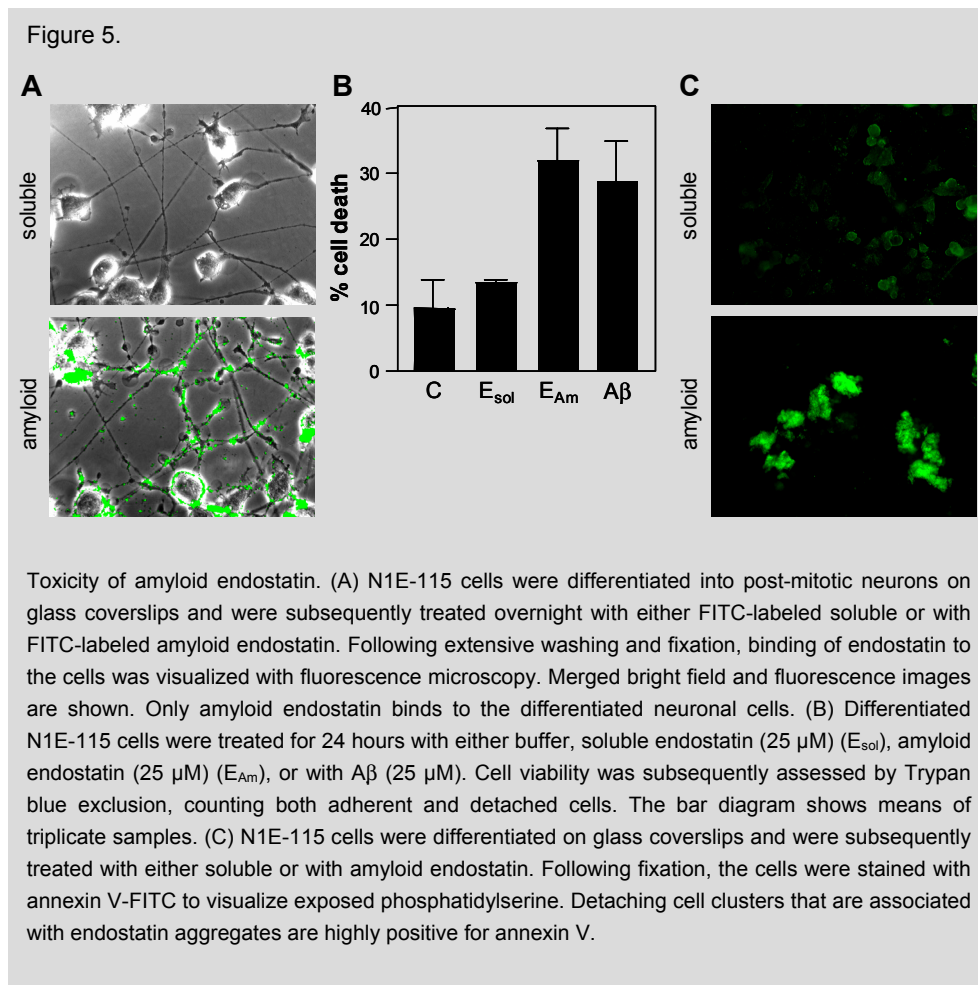 Figure 5.
A
B
C
soluble
amyloid
% cell death
40
30
20
10
0
C Esol EAm Aβ
soluble
amyloid
Toxicity of amyloid endostatin. (A) N1E-115 cells were differentiated into post-mitotic neurons on
glass coverslips and were subsequently treated overnight with either FITC-labeled soluble or with
FITC-labeled amyloid endostatin. Following extensive washing and fixation, binding of endostatin to
the cells was visualized with fluorescence microscopy. Merged bright field and fluorescence images
are shown. Only amyloid endostatin binds to the differentiated neuronal cells. (B) Differentiated
N1E-115 cells were treated for 24 hours with either buffer, soluble endostatin (25 μM) (Esol), amyloid
endostatin (25 μM) (EAm), or with Aβ (25 μM). Cell viability was subsequently assessed by Trypan
blue exclusion, counting both adherent and detached cells. The bar diagram shows means of
triplicate samples. (C) N1E-115 cells were differentiated on glass coverslips and were subsequently
treated with either soluble or with amyloid endostatin. Following fixation, the cells were stained with
annexin V-FITC to visualize exposed phosphatidylserine. Detaching cell clusters that are associated
with endostatin aggregates are highly positive for annexin V.